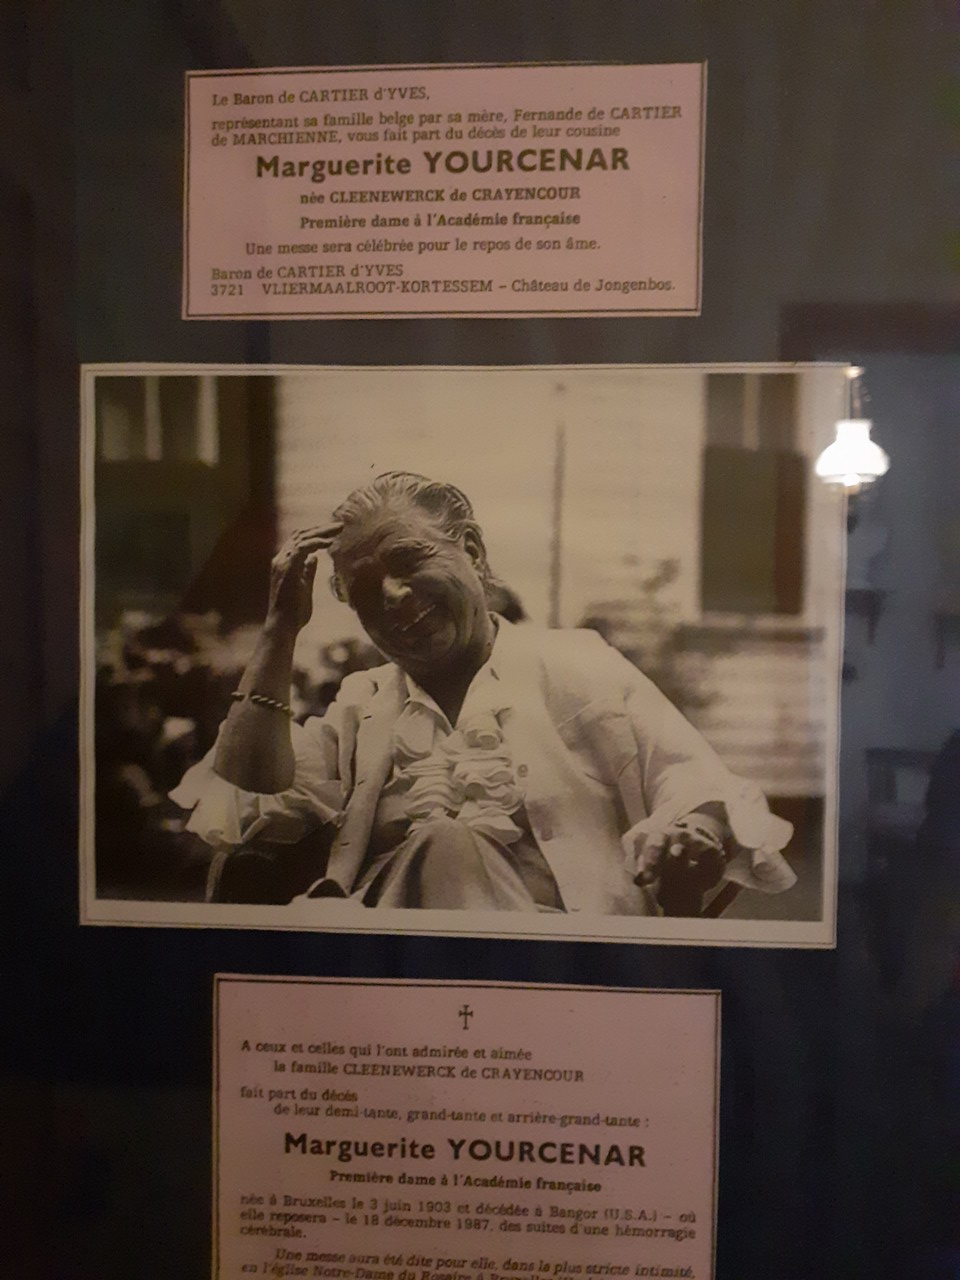 Le Baron de CARTIER d'YVES,
représentant sa famille belge par sa mère, Fernande de CARTIER
de MARCHIENNE, vous fait part du décès de leur cousine
Marguerite YOURCENAR
née CLEENEWERCK de CRAYENCOUR
Première dame à l'Académie française
Une messe sera célébrée pour le repos de son âme.
Baron de CARTIER d'YVES
3721 VLIERMAALROOT-KORTESSEM – Château de Jongenbos.
A ceux et celles qui l'ont admirée et aimée
la famille CLEENEWERCK de CRAYENCOUR
fait part du décès
de leur demi-tante, grand-tante et arrière-grand-tante :
Marguerite YOURCENAR
Première dame à l'Académie française
née à Bruxelles le 3 juin 1903 et décédée à Bangor (U.S.A.) – où
elle reposera – le 18 décembre 1987, des suites d'une hémorragie
cérébrale.
Une messe aura été dite pour elle, dans la plus stricte intimité,
en l'église Notre-Dame du Rosaire à